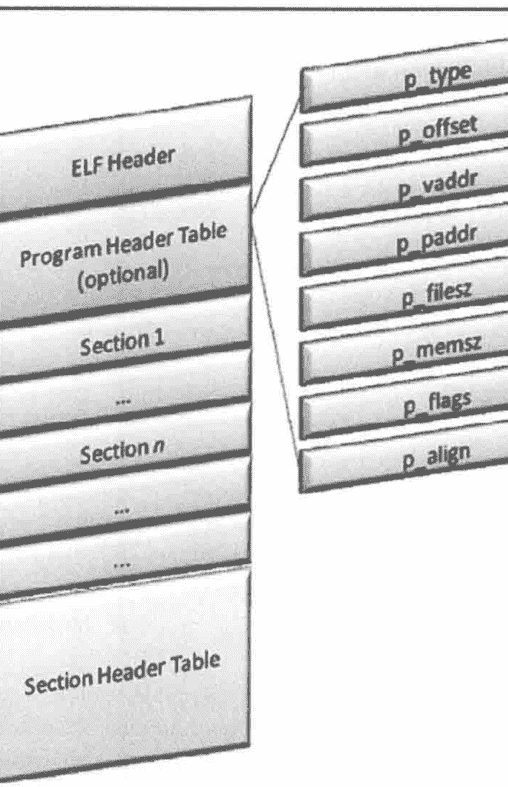 ELF Header
Program Header Table
(optional)
Section 1
...
Section n
...
...
Section Header Table
p_type
p_offset
p_vaddr
p_paddr
p_filesz
p_memsz
p_flags
p_align